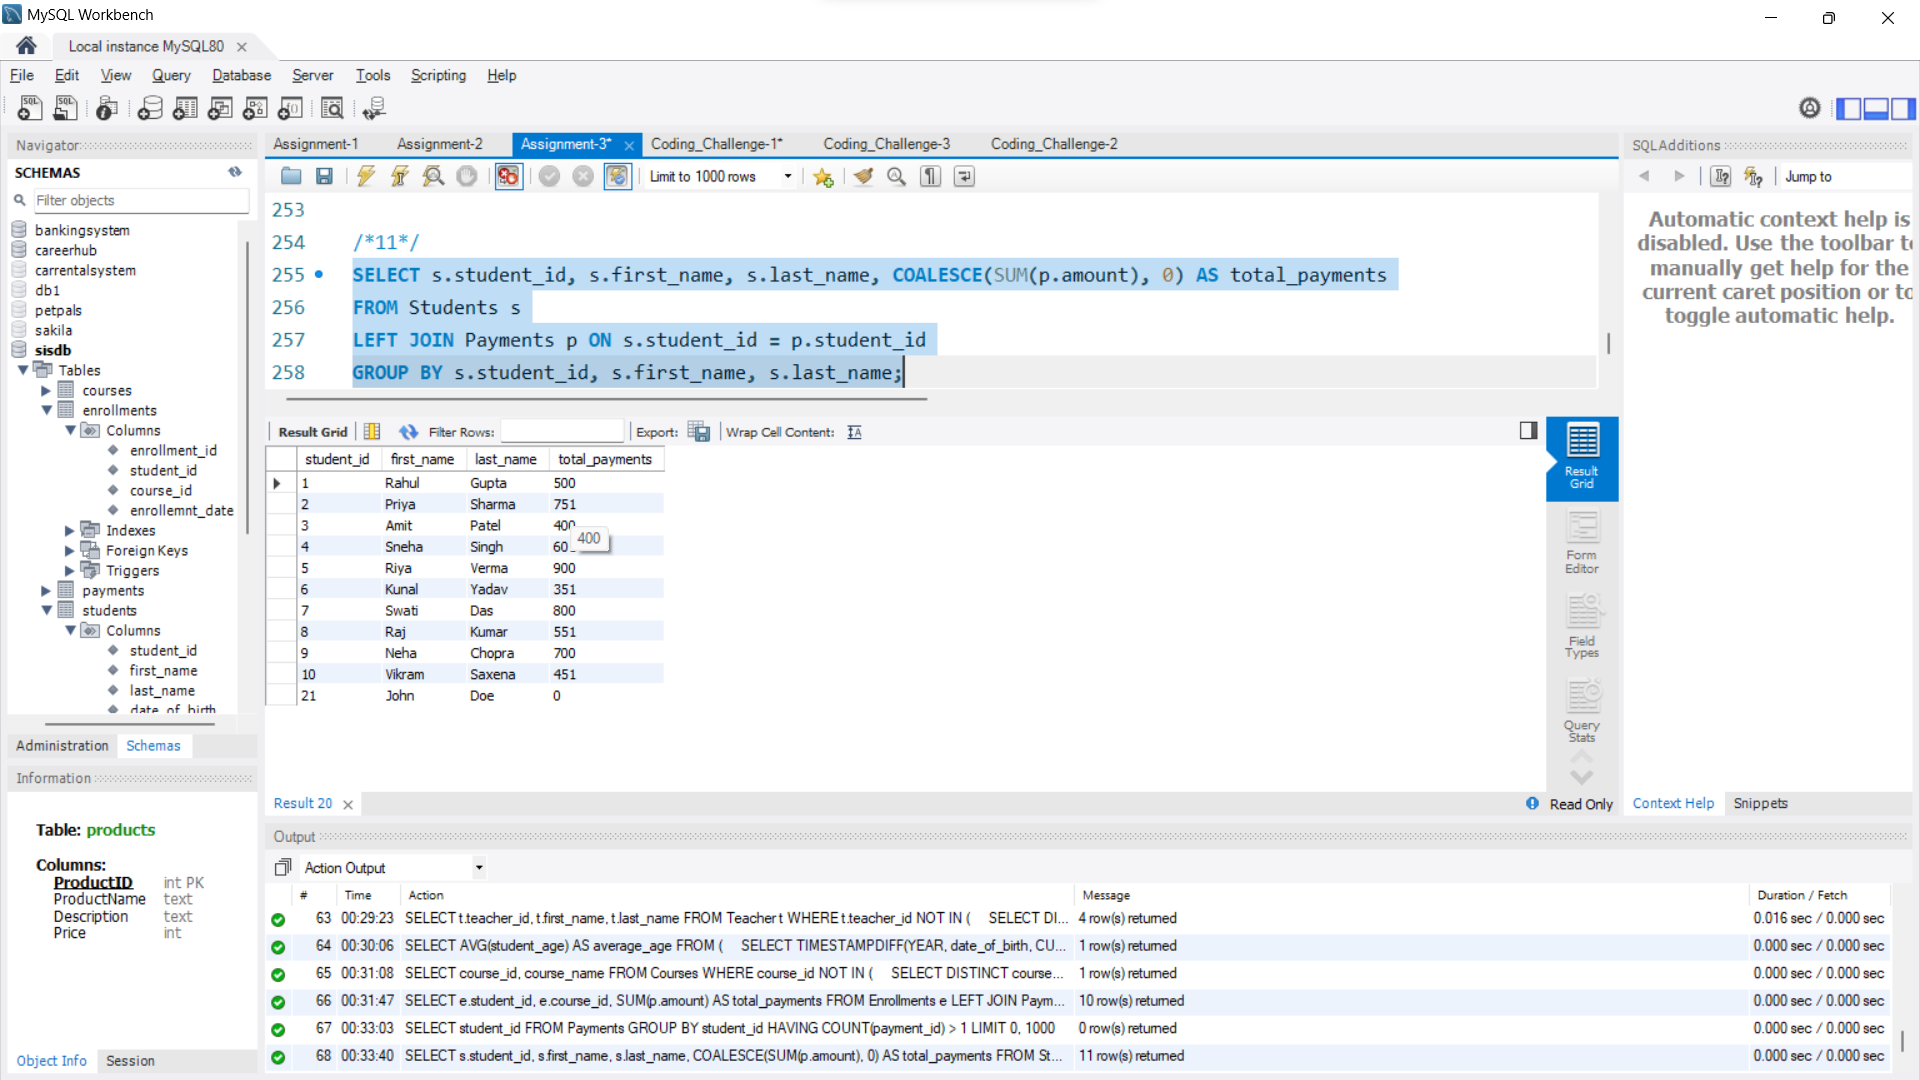 MySQL Workbench
Local instance MySQL80
File Edit View Query Database Server Tools Scripting Help
Navigator
SCHEMAS
Filter objects
bankingsystem
careerhub
carrentalsystem
db1
petpals
sakila
sisdb
Tables
courses
enrollments
Columns
enrollment_id
student_id
course_id
enrollemnt_date
Indexes
Foreign Keys
Triggers
payments
students
Columns
student_id
first_name
last_name
date_of_birth
Administration Schemas
Information
Table: products
Columns:
ProductID int PK
ProductName text
Description text
Price int
Object Info Session
Assignment-1 Assignment-2 Assignment-3* Coding_Challenge-1* Coding_Challenge-3 Coding_Challenge-2
Limit to 1000 rows
253
254 /*11*/
255 SELECT s.student_id, s.first_name, s.last_name, COALESCE(SUM(p.amount), 0) AS total_payments
256 FROM Students s
257 LEFT JOIN Payments p ON s.student_id = p.student_id
258 GROUP BY s.student_id, s.first_name, s.last_name;
Result Grid Filter Rows: Export: Wrap Cell Content:
student_id first_name last_name total_payments
1 Rahul Gupta 500
2 Priya Sharma 751
3 Amit Patel 400
400
4 Sneha Singh
5 Riya Verma 900
6 Kunal Yadav 351
7 Swati Das 800
8 Raj Kumar 551
9 Neha Chopra 700
10 Vikram Saxena 451
21 John Doe 0
Result Grid
Form Editor
Field Types
Query Stats
Result 20
Read Only
SQLAdditions
Jump to
Automatic context help is
disabled. Use the toolbar t
manually get help for the
current caret position or to
toggle automatic help.
Context Help Snippets
Output
Action Output
# Time Action Message Duration / Fetch
63 00:29:23 SELECT t.teacher_id, t.first_name, t.last_name FROM Teacher t WHERE t.teacher_id NOT IN ( SELECT DI... 4 row(s) returned 0.016 sec / 0.000 sec
64 00:30:06 SELECT AVG(student_age) AS average_age FROM ( SELECT TIMESTAMPDIFF(YEAR, date_of_birth, CU... 1 row(s) returned 0.000 sec / 0.000 sec
65 00:31:08 SELECT course_id, course_name FROM Courses WHERE course_id NOT IN ( SELECT DISTINCT course... 1 row(s) returned 0.000 sec / 0.000 sec
66 00:31:47 SELECT e.student_id, e.course_id, SUM(p.amount) AS total_payments FROM Enrollments e LEFT JOIN Paym... 10 row(s) returned 0.000 sec / 0.000 sec
67 00:33:03 SELECT student_id FROM Payments GROUP BY student_id HAVING COUNT(payment_id) > 1 LIMIT 0, 1000 0 row(s) returned 0.000 sec / 0.000 sec
68 00:33:40 SELECT s.student_id, s.first_name, s.last_name, COALESCE(SUM(p.amount), 0) AS total_payments FROM St... 11 row(s) returned 0.000 sec / 0.000 sec